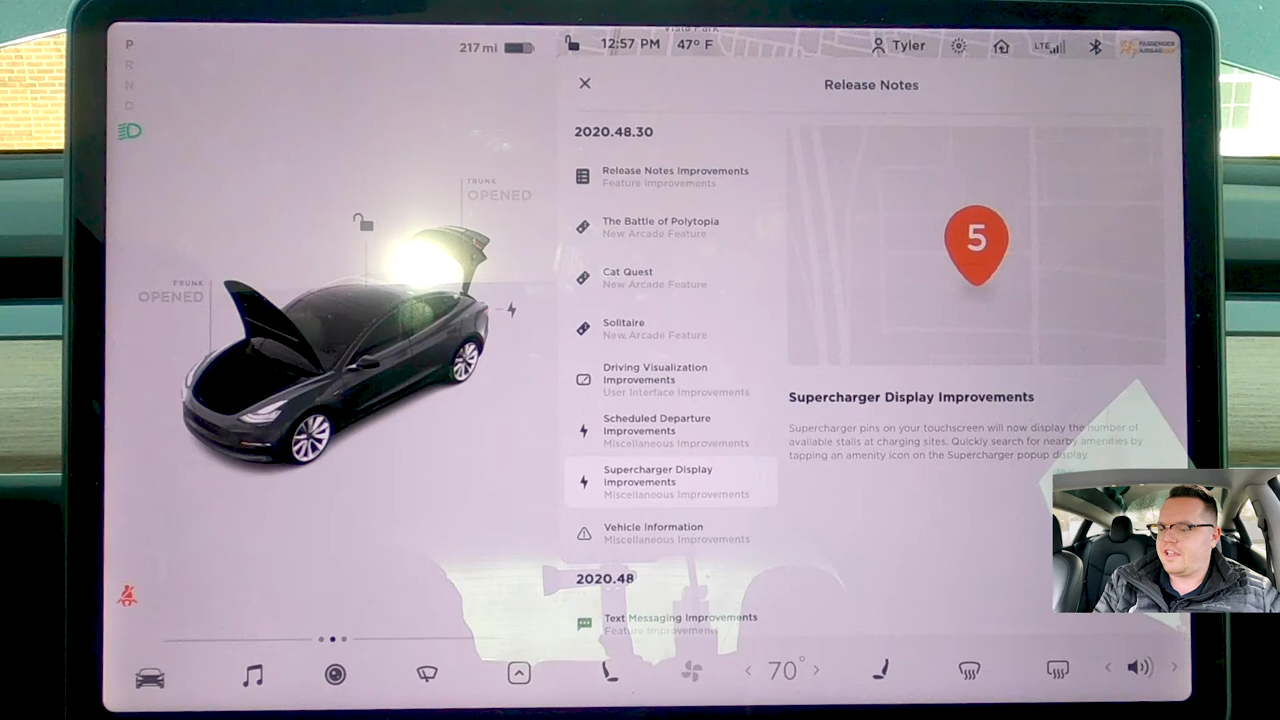 P
R
N
D
217 mi
12:57 PM
47° F
Tyler
LTE
PASSENGER
AIRBAG
Release Notes
TRUNK
OPENED
FRUNK
OPENED
2020.48.30
Release Notes Improvements
Feature Improvements
The Battle of Polytopia
New Arcade Feature
Cat Quest
New Arcade Feature
Solitaire
New Arcade Feature
Driving Visualization
Improvements
User Interface Improvements
Scheduled Departure
Improvements
Miscellaneous Improvements
Supercharger Display
Improvements
Miscellaneous Improvements
Vehicle Information
Miscellaneous Improvements
2020.48
Text Messaging Improvements
Feature Improvements
5
Supercharger Display Improvements
Supercharger pins on your touchscreen will now display the number of
available stalls at charging sites. Quickly search for nearby amenities by
tapping an amenity icon on the Supercharger popup display.
70°